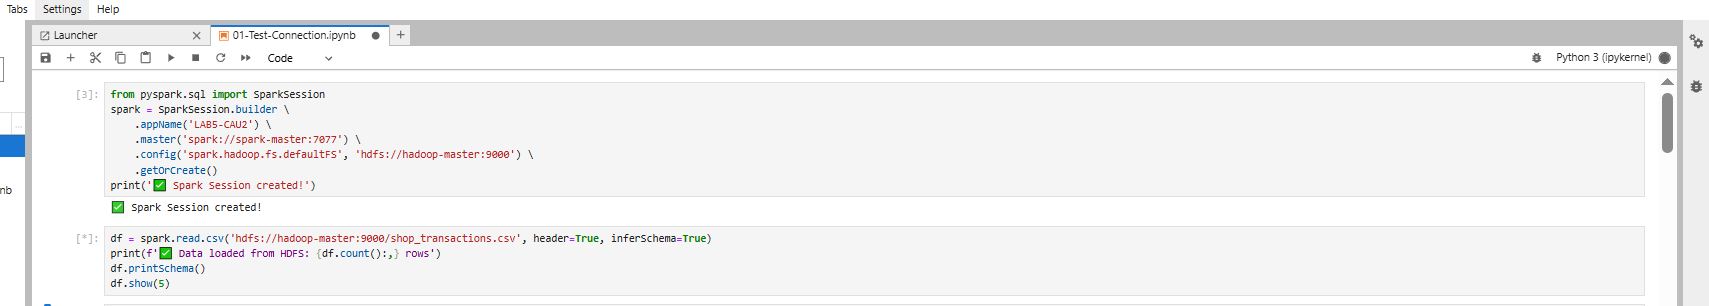 Tabs Settings Help
Launcher
01-Test-Connection.ipynb
Code
Python 3 (ipykernel)
[3]:
from pyspark.sql import SparkSession
spark = SparkSession.builder \
.appName('LAB5-CAU2') \
.master('spark://spark-master:7077') \
.config('spark.hadoop.fs.defaultFS', 'hdfs://hadoop-master:9000') \
.getOrCreate()
print('✅ Spark Session created!')
✅ Spark Session created!
nb
[*]:
df = spark.read.csv('hdfs://hadoop-master:9000/shop_transactions.csv', header=True, inferSchema=True)
print(f'✅ Data loaded from HDFS: {df.count():,} rows')
df.printSchema()
df.show(5)